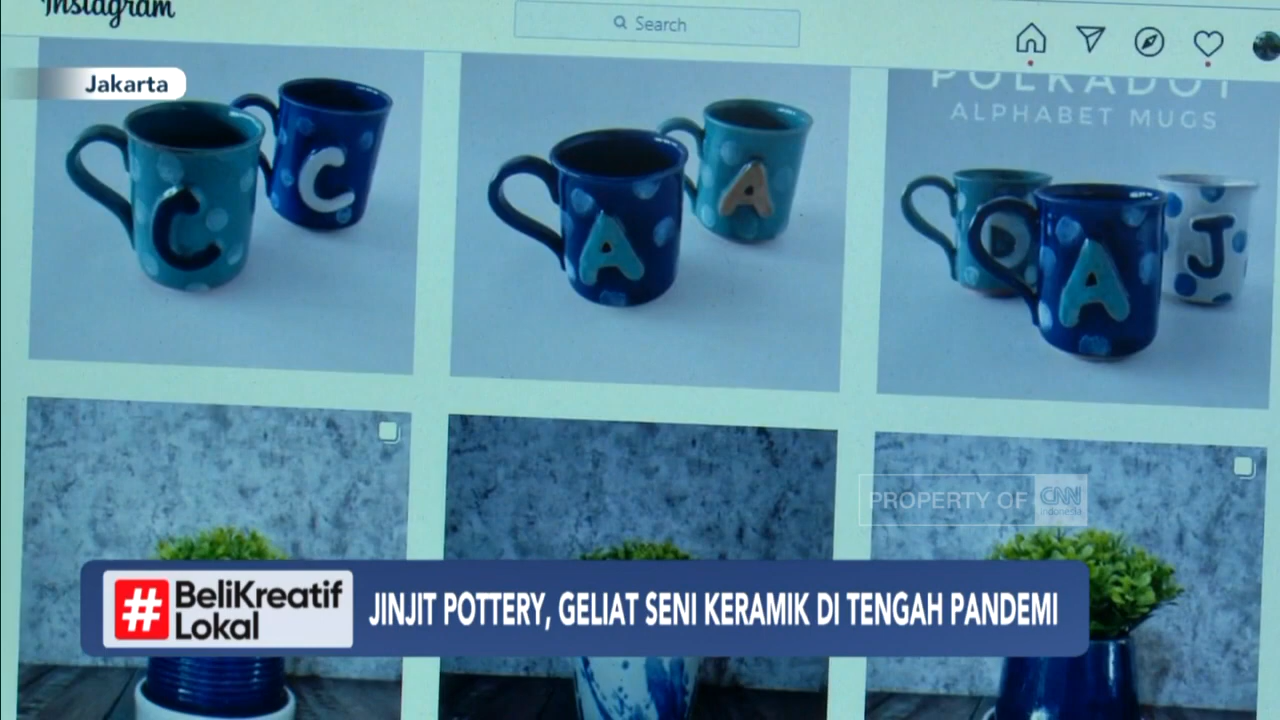 Instagram
Search
Jakarta
POLKADOT
ALPHABET MUGS
C
C
A
A
D
A
J
PROPERTY OF CNN
Indonesia
# BeliKreatif
Lokal
JINJIT POTTERY, GELIAT SENI KERAMIK DI TENGAH PANDEMI